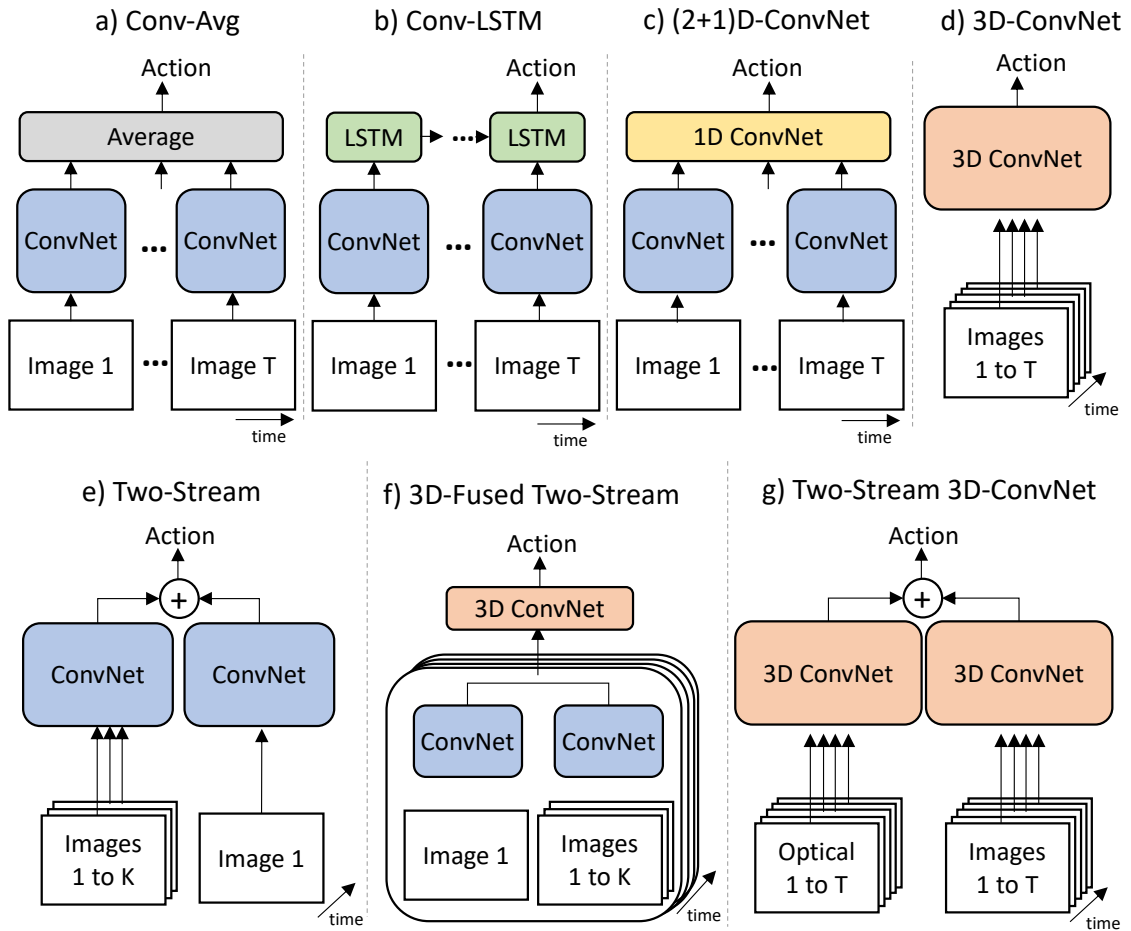 a) Conv-Avg
Action
Average
ConvNet
...
ConvNet
Image 1
...
Image T
time
b) Conv-LSTM
Action
LSTM
...
LSTM
ConvNet
...
ConvNet
Image 1
...
Image T
time
c) (2+1)D-ConvNet
Action
1D ConvNet
ConvNet
...
ConvNet
Image 1
...
Image T
time
d) 3D-ConvNet
Action
3D ConvNet
Images
1 to T
time
e) Two-Stream
Action
+
ConvNet
ConvNet
Images
1 to K
Image 1
time
f) 3D-Fused Two-Stream
Action
3D ConvNet
ConvNet
ConvNet
Image 1
Images
1 to K
time
g) Two-Stream 3D-ConvNet
Action
+
3D ConvNet
3D ConvNet
Optical
1 to T
Images
1 to T
time